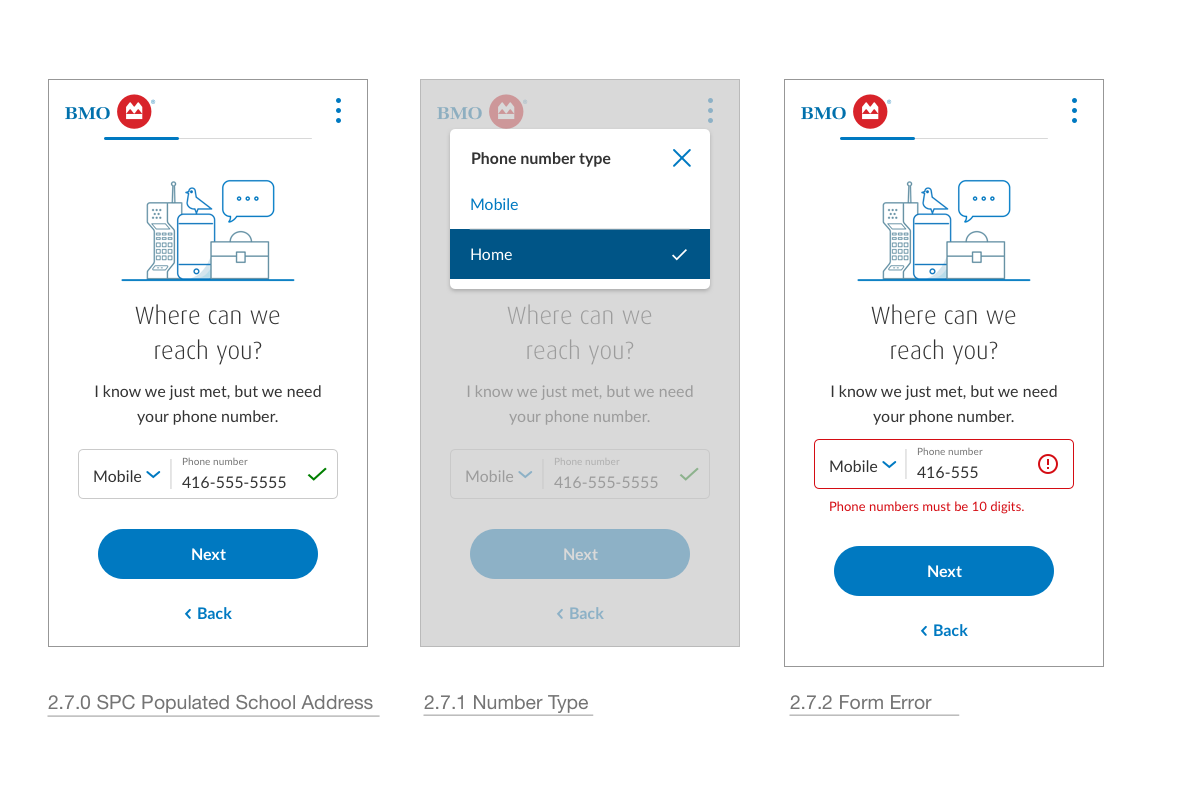 BMO
Where can we
reach you?
I know we just met, but we need
your phone number.
Mobile
Phone number
416-555-5555
Next
Back
2.7.0 SPC Populated School Address
BMO
Phone number type
Mobile
Home
Where can we
reach you?
I know we just met, but we need
your phone number.
Mobile
Phone number
416-555-5555
Next
Back
2.7.1 Number Type
BMO
Where can we
reach you?
I know we just met, but we need
your phone number.
Mobile
Phone number
416-555
Phone numbers must be 10 digits.
Next
Back
2.7.2 Form Error